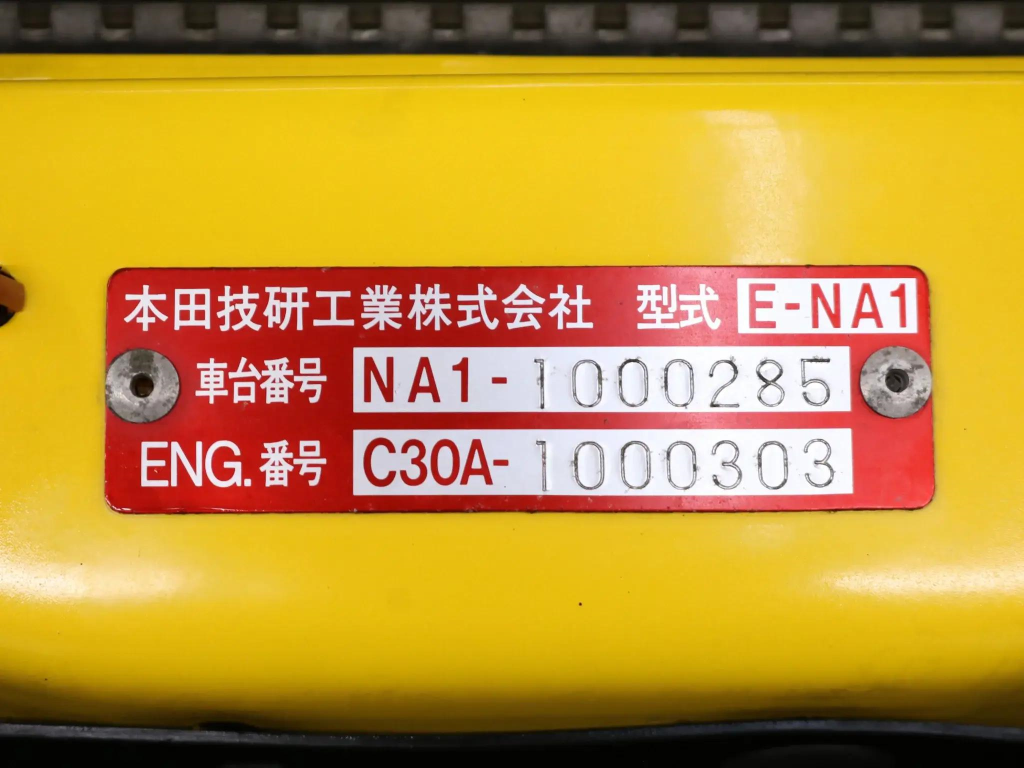 本田技研工業株式会社 型式 E-NA1
車台番号 NA1-1000285
ENG.番号 C30A-1000303